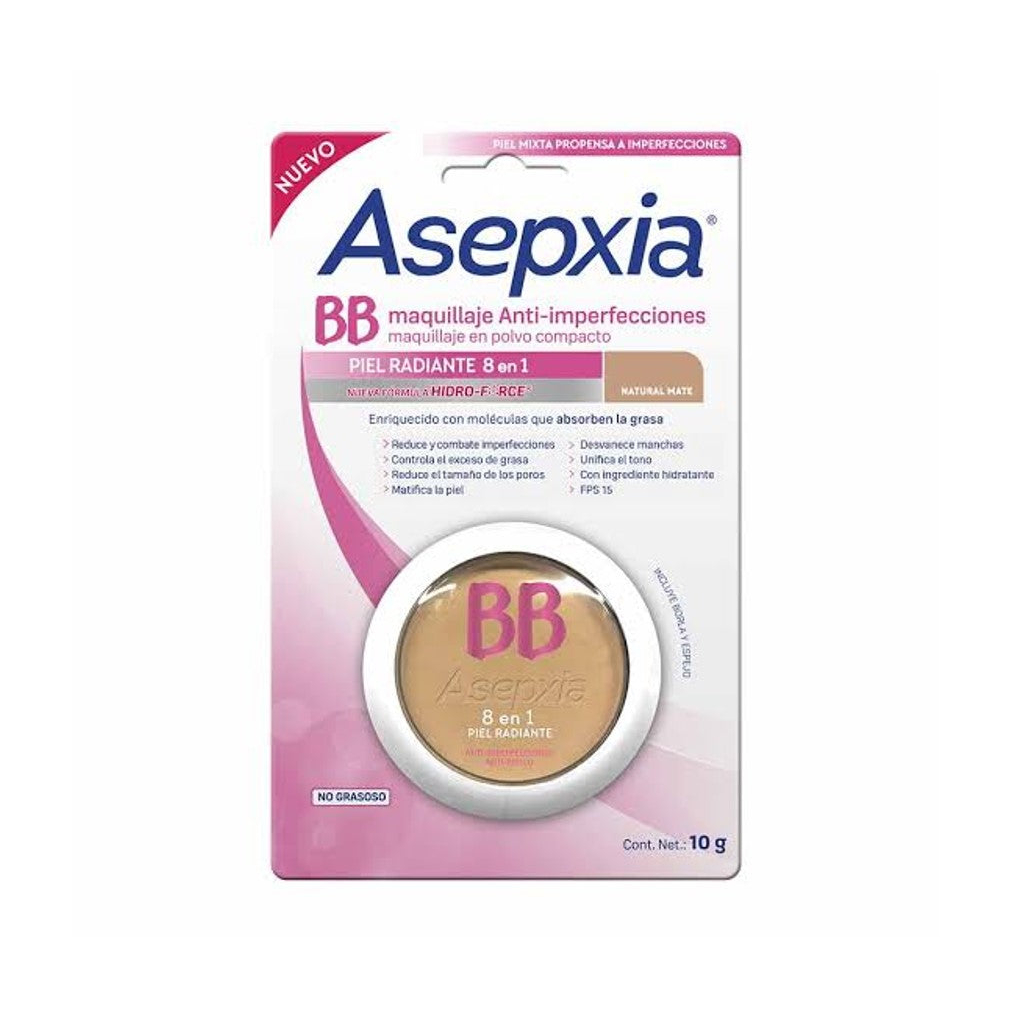 NUEVO
PIEL MIXTA PROPENSA A IMPERFECCIONES
Asepxia®
BB maquillaje Anti-imperfecciones
maquillaje en polvo compacto
PIEL RADIANTE 8 en 1
NUEVA FÓRMULA HIDRO-FORCE
NATURAL MATE
Enriquecido con moléculas que absorben la grasa
> Reduce y combate imperfecciones
> Controla el exceso de grasa
> Reduce el tamaño de los poros
> Matifica la piel
> Desvanece manchas
> Unifica el tono
> Con ingrediente hidratante
> FPS 15
INCLUYE BORLA Y ESPEJO
BB
Asepxia
8 en 1
PIEL RADIANTE
NO GRASOSO
Cont. Net.: 10 g